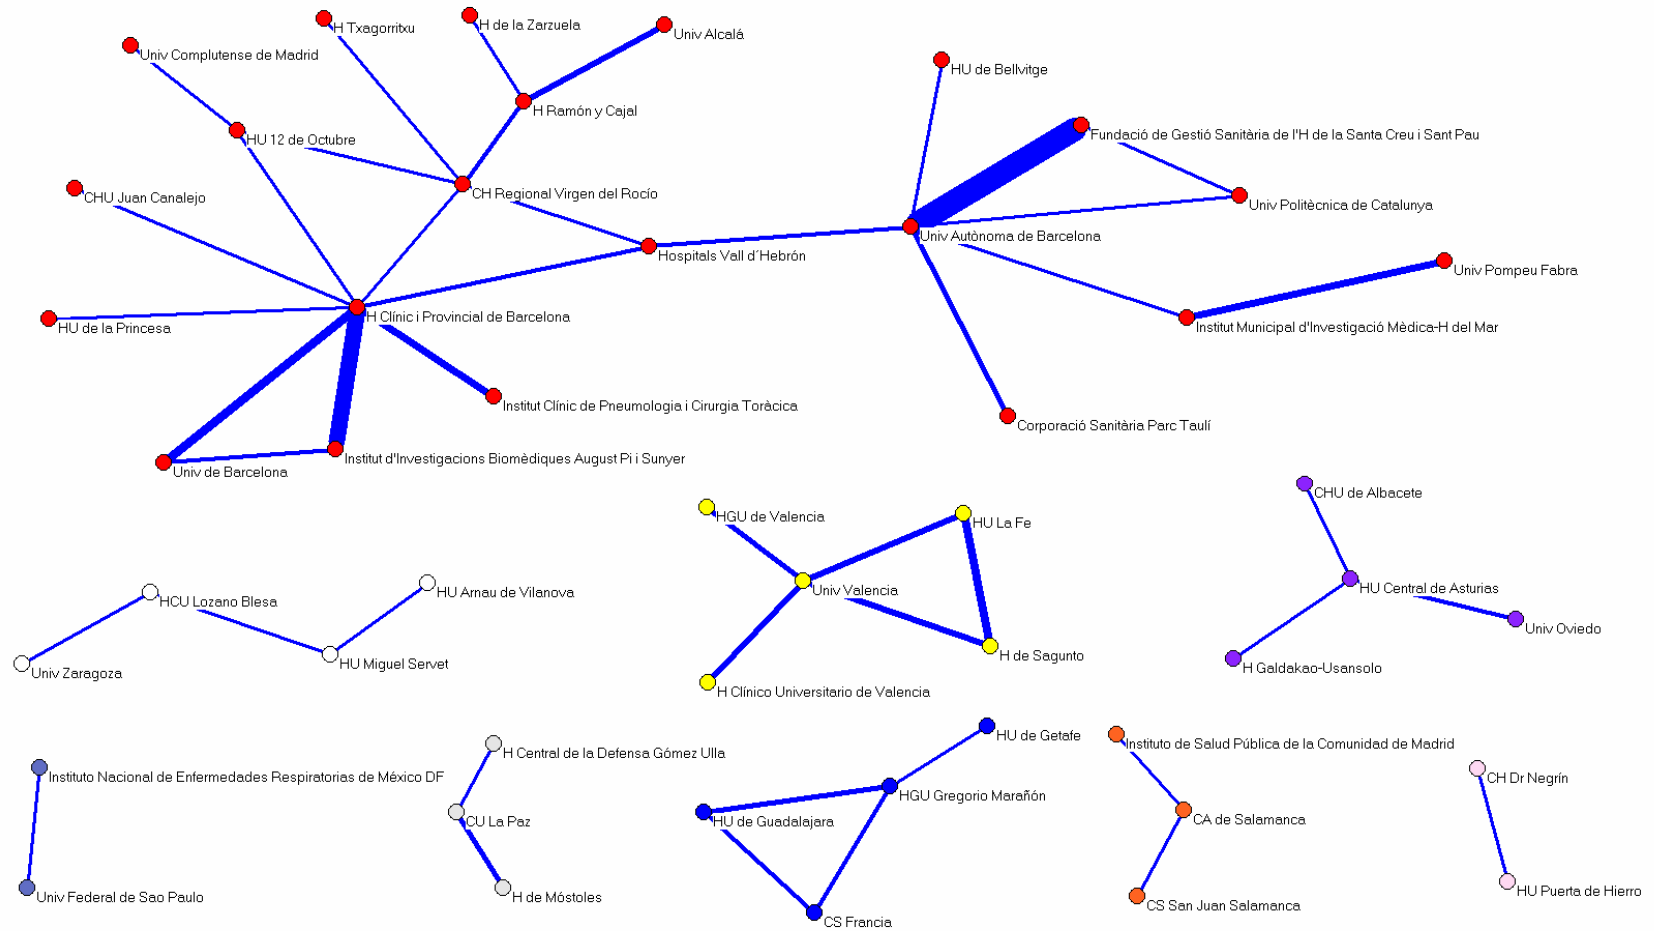 H de la Zarzuela
H Txagorritxu
Univ Alcalá
Univ Complutense de Madrid
HU de Bellvitge
H Ramón y Cajal
Fundació de Gestió Sanitària de l'H de la Santa Creu i Sant Pau
HU 12 de Octubre
CH Regional Virgen del Rocío
CHU Juan Canalejo
Univ Politècnica de Catalunya
Univ Autònoma de Barcelona
Hospitals Vall d´Hebrón
Univ Pompeu Fabra
H Clínic i Provincial de Barcelona
HU de la Princesa
Institut Municipal d'Investigació Mèdica-H del Mar
Institut Clínic de Pneumologia i Cirurgia Toràcica
Corporació Sanitària Parc Taulí
Institut d'Investigacions Biomèdiques August Pi i Sunyer
Univ de Barcelona
CHU de Albacete
HGU de Valencia
HU La Fe
HU Central de Asturias
Univ Valencia
HU Arnau de Vilanova
HCU Lozano Blesa
Univ Oviedo
H de Sagunto
HU Miguel Servet
H Galdakao-Usansolo
Univ Zaragoza
H Clínico Universitario de Valencia
HU de Getafe
Instituto de Salud Pública de la Comunidad de Madrid
H Central de la Defensa Gómez Ulla
Instituto Nacional de Enfermedades Respiratorias de México DF
CH Dr Negrín
HGU Gregorio Marañón
CU La Paz
HU de Guadalajara
CA de Salamanca
HU Puerta de Hierro
Univ Federal de Sao Paulo
H de Móstoles
CS San Juan Salamanca
CS Francia